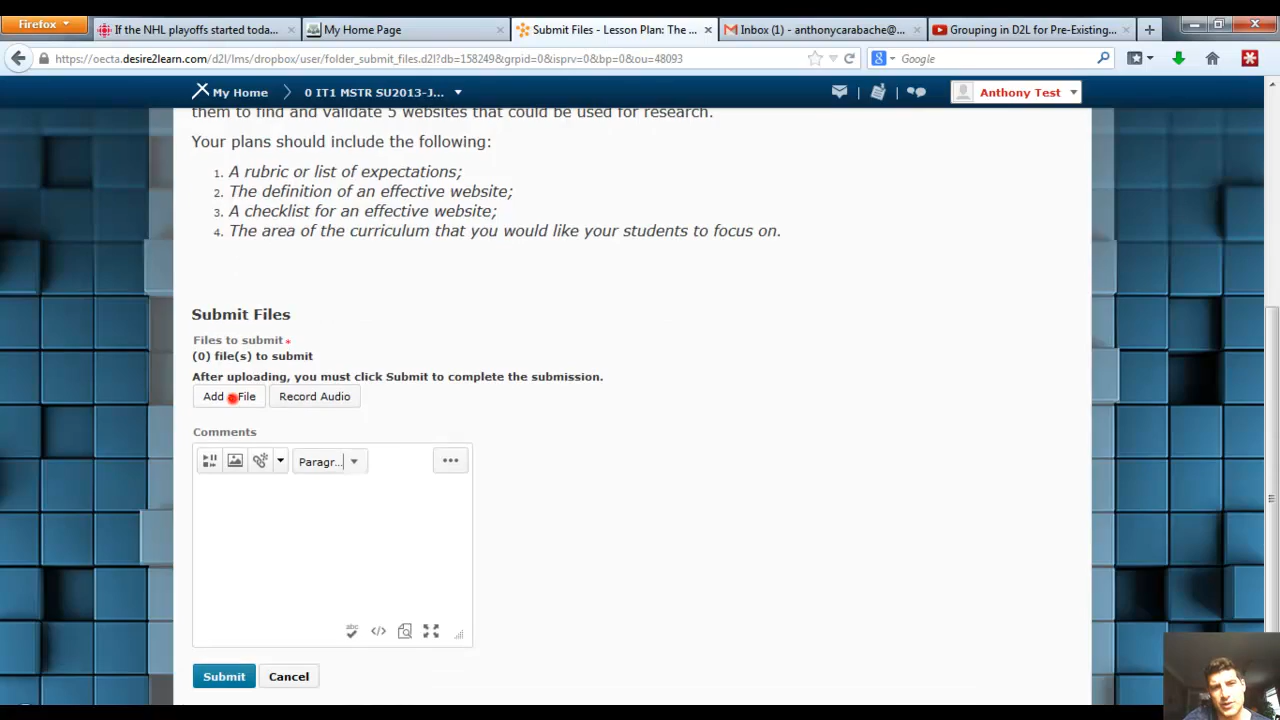 Firefox
If the NHL playoffs started toda...
My Home Page
Submit Files - Lesson Plan: The ...
Inbox (1) - anthonycarabache@...
Grouping in D2L for Pre-Existing...
https://oecta.desire2learn.com/d2l/lms/dropbox/user/folder_submit_files.d2l?db=158249&grpid=0&isprv=0&bp=0&ou=48093
Google
My Home
0 IT1 MSTR SU2013-J...
Anthony Test
them to find and validate 5 websites that could be used for research.
Your plans should include the following:
1. A rubric or list of expectations;
2. The definition of an effective website;
3. A checklist for an effective website;
4. The area of the curriculum that you would like your students to focus on.
Submit Files
Files to submit *
(0) file(s) to submit
After uploading, you must click Submit to complete the submission.
Add File
Record Audio
Comments
Paragr...
abc
Submit
Cancel